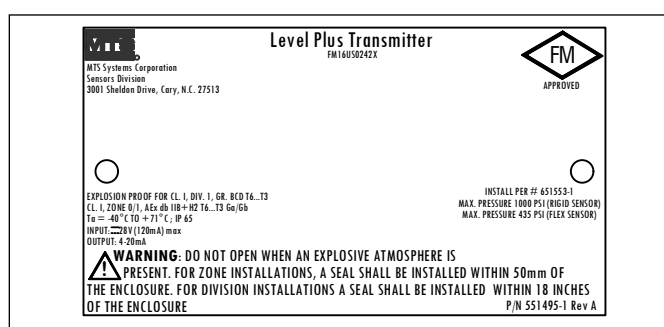 MTS
Level Plus Transmitter
FM16US0242X
FM
APPROVED
MTS Systems Corporation
Sensors Division
3001 Sheldon Drive, Cary, N.C. 27513
EXPLOSION PROOF FOR CL. I, DIV. 1, GR. BCD T6...T3
CL. I, ZONE 0/1, AEx db IIB+H2 T6...T3 Ga/Gb
Ta = -40°C TO +71°C ; IP 65
INPUT: 28V (120mA) max
OUTPUT: 4-20mA
INSTALL PER # 651553-1
MAX. PRESSURE 1000 PSI (RIGID SENSOR)
MAX. PRESSURE 435 PSI (FLEX SENSOR)
WARNING: DO NOT OPEN WHEN AN EXPLOSIVE ATMOSPHERE IS
PRESENT. FOR ZONE INSTALLATIONS, A SEAL SHALL BE INSTALLED WITHIN 50mm OF
THE ENCLOSURE. FOR DIVISION INSTALLATIONS A SEAL SHALL BE INSTALLED WITHIN 18 INCHES
OF THE ENCLOSURE
P/N 551495-1 Rev A